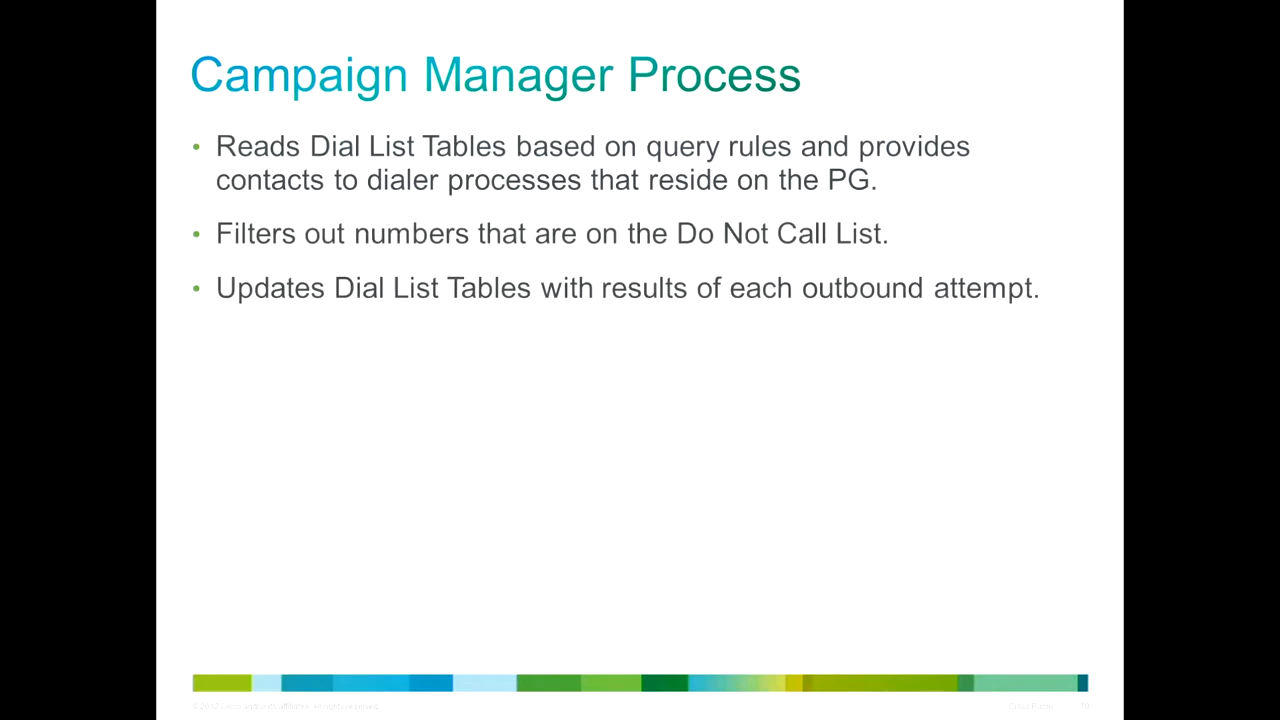 Campaign Manager Process
• Reads Dial List Tables based on query rules and provides
contacts to dialer processes that reside on the PG.
• Filters out numbers that are on the Do Not Call List.
• Updates Dial List Tables with results of each outbound attempt.